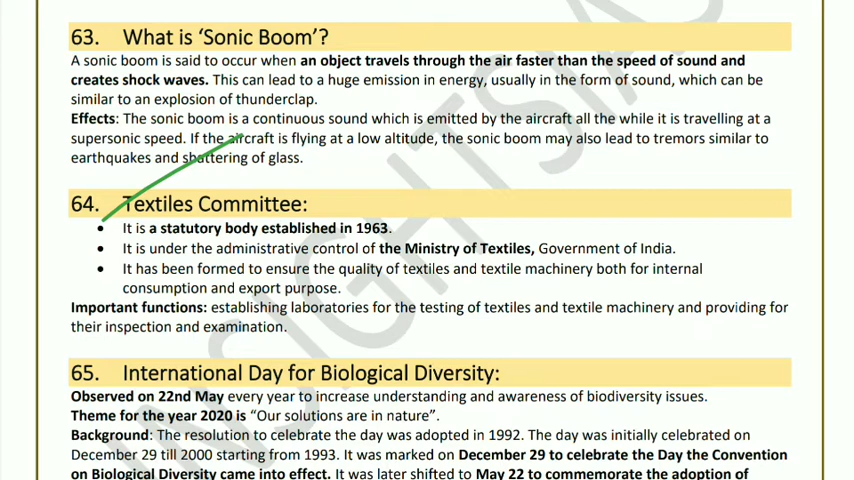 63. What is ‘Sonic Boom’?
A sonic boom is said to occur when an object travels through the air faster than the speed of sound and
creates shock waves. This can lead to a huge emission in energy, usually in the form of sound, which can be
similar to an explosion of thunderclap.
Effects: The sonic boom is a continuous sound which is emitted by the aircraft all the while it is travelling at a
supersonic speed. If the aircraft is flying at a low altitude, the sonic boom may also lead to tremors similar to
earthquakes and shattering of glass.
64. Textiles Committee:
• It is a statutory body established in 1963.
• It is under the administrative control of the Ministry of Textiles, Government of India.
• It has been formed to ensure the quality of textiles and textile machinery both for internal
consumption and export purpose.
Important functions: establishing laboratories for the testing of textiles and textile machinery and providing for
their inspection and examination.
65. International Day for Biological Diversity:
Observed on 22nd May every year to increase understanding and awareness of biodiversity issues.
Theme for the year 2020 is “Our solutions are in nature”.
Background: The resolution to celebrate the day was adopted in 1992. The day was initially celebrated on
December 29 till 2000 starting from 1993. It was marked on December 29 to celebrate the Day the Convention
on Biological Diversity came into effect. It was later shifted to May 22 to commemorate the adoption of
INSIGHTSIAS